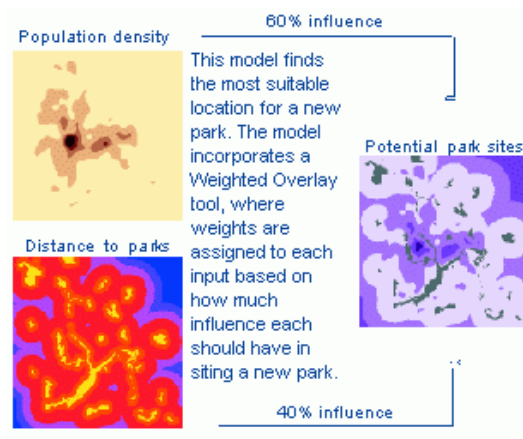 60% influence
Population density
This model finds
the most suitable
location for a new
park. The model
incorporates a
Weighted Overlay
tool, where
weights are
assigned to each
input based on
how much
influence each
should have in
siting a new park.
Potential park sites
Distance to parks
40% influence